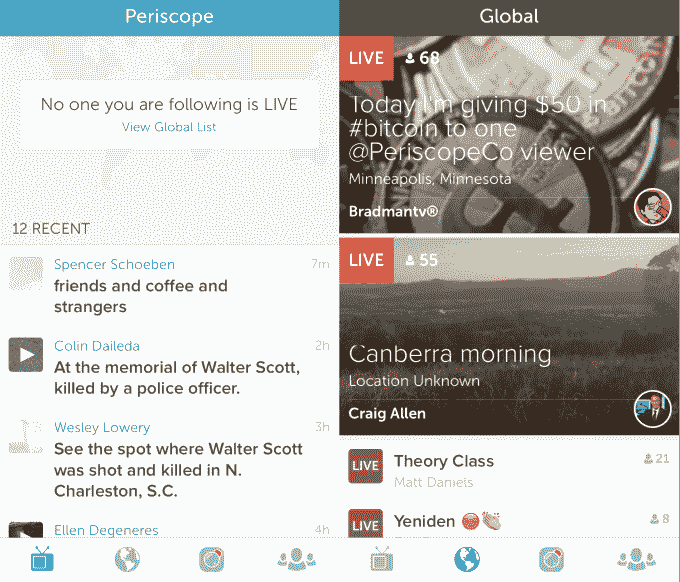 Periscope
No one you are following is LIVE
View Global List
12 RECENT
Spencer Schoeben
7m
friends and coffee and
strangers
Colin Daileda
2h
At the memorial of Walter Scott,
killed by a police officer.
Wesley Lowery
3h
See the spot where Walter Scott
was shot and killed in N.
Charleston, S.C.
Ellen Degeneres
4h
Global
LIVE
68
Today I'm giving $50 in
#bitcoin to one
@PeriscopeCo viewer
Minneapolis, Minnesota
Bradmantv®
LIVE
55
Canberra morning
Location Unknown
Craig Allen
LIVE
Theory Class
21
Matt Daniels
LIVE
Yeniden
8